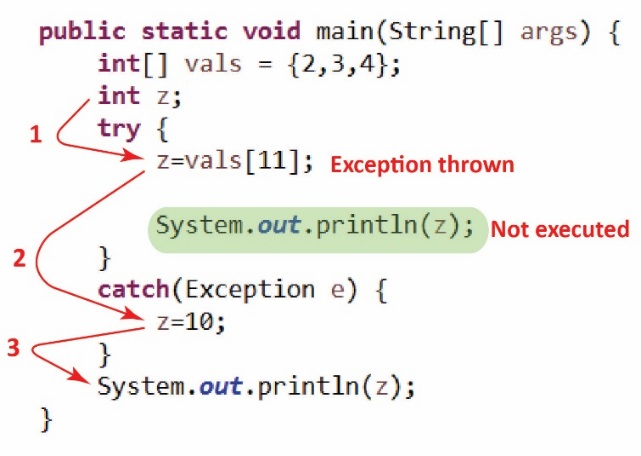 public static void main(String[] args) {
int[] vals = {2,3,4};
int z;
1 try {
z=vals[11]; Exception thrown
System.out.println(z); Not executed
2 }
catch(Exception e) {
z=10;
3 }
System.out.println(z);
}